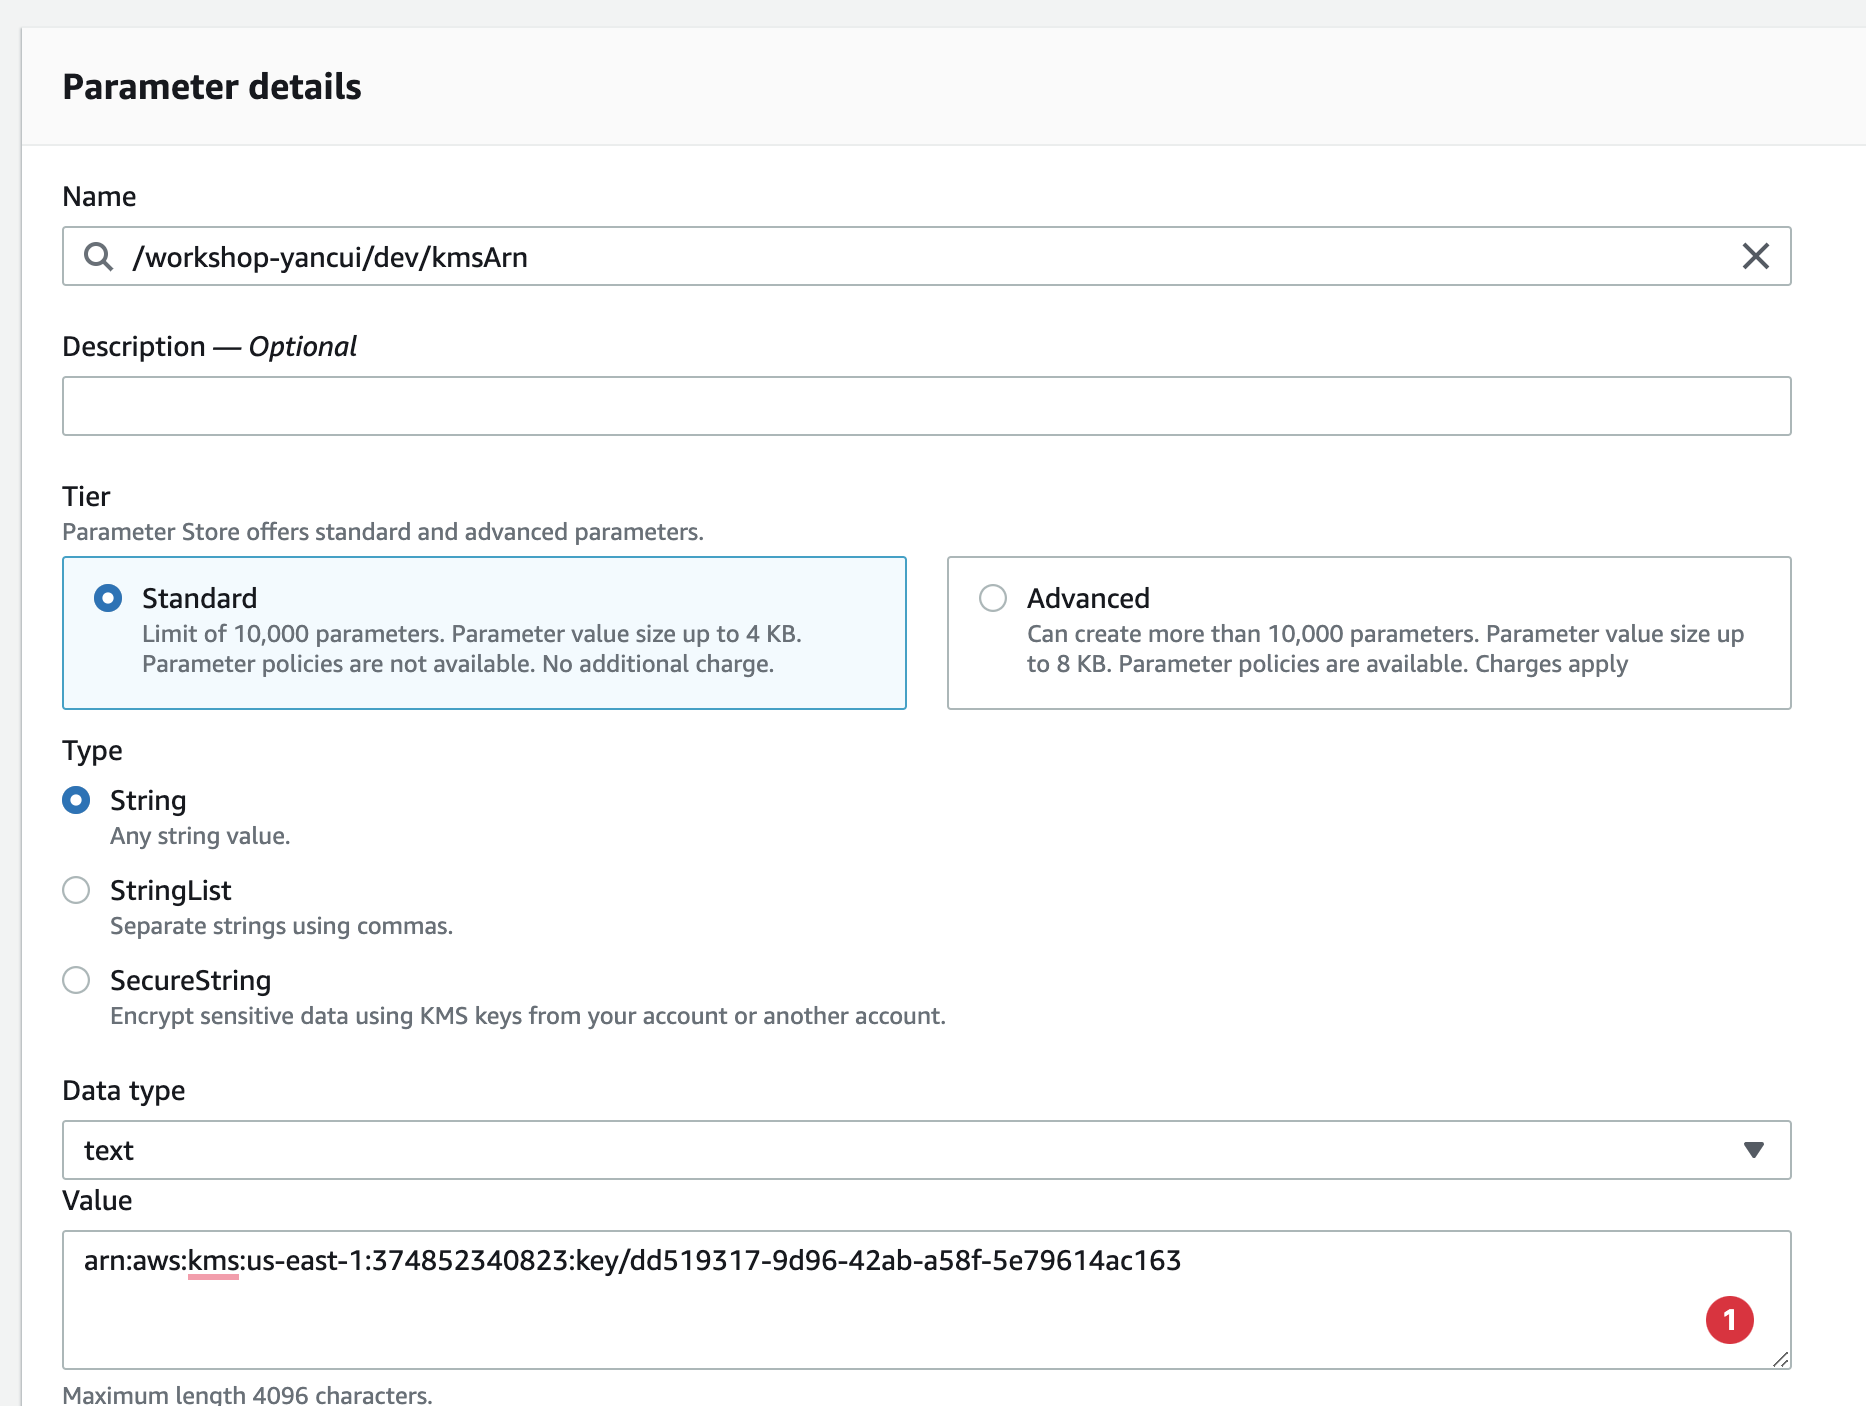 Parameter details
Name
/workshop-yancui/dev/kmsArn
Description — Optional
Tier
Parameter Store offers standard and advanced parameters.
Standard
Limit of 10,000 parameters. Parameter value size up to 4 KB.
Parameter policies are not available. No additional charge.
Advanced
Can create more than 10,000 parameters. Parameter value size up
to 8 KB. Parameter policies are available. Charges apply
Type
String
Any string value.
StringList
Separate strings using commas.
SecureString
Encrypt sensitive data using KMS keys from your account or another account.
Data type
text
Value
arn:aws:kms:us-east-1:374852340823:key/dd519317-9d96-42ab-a58f-5e79614ac163
1
Maximum length 4096 characters.